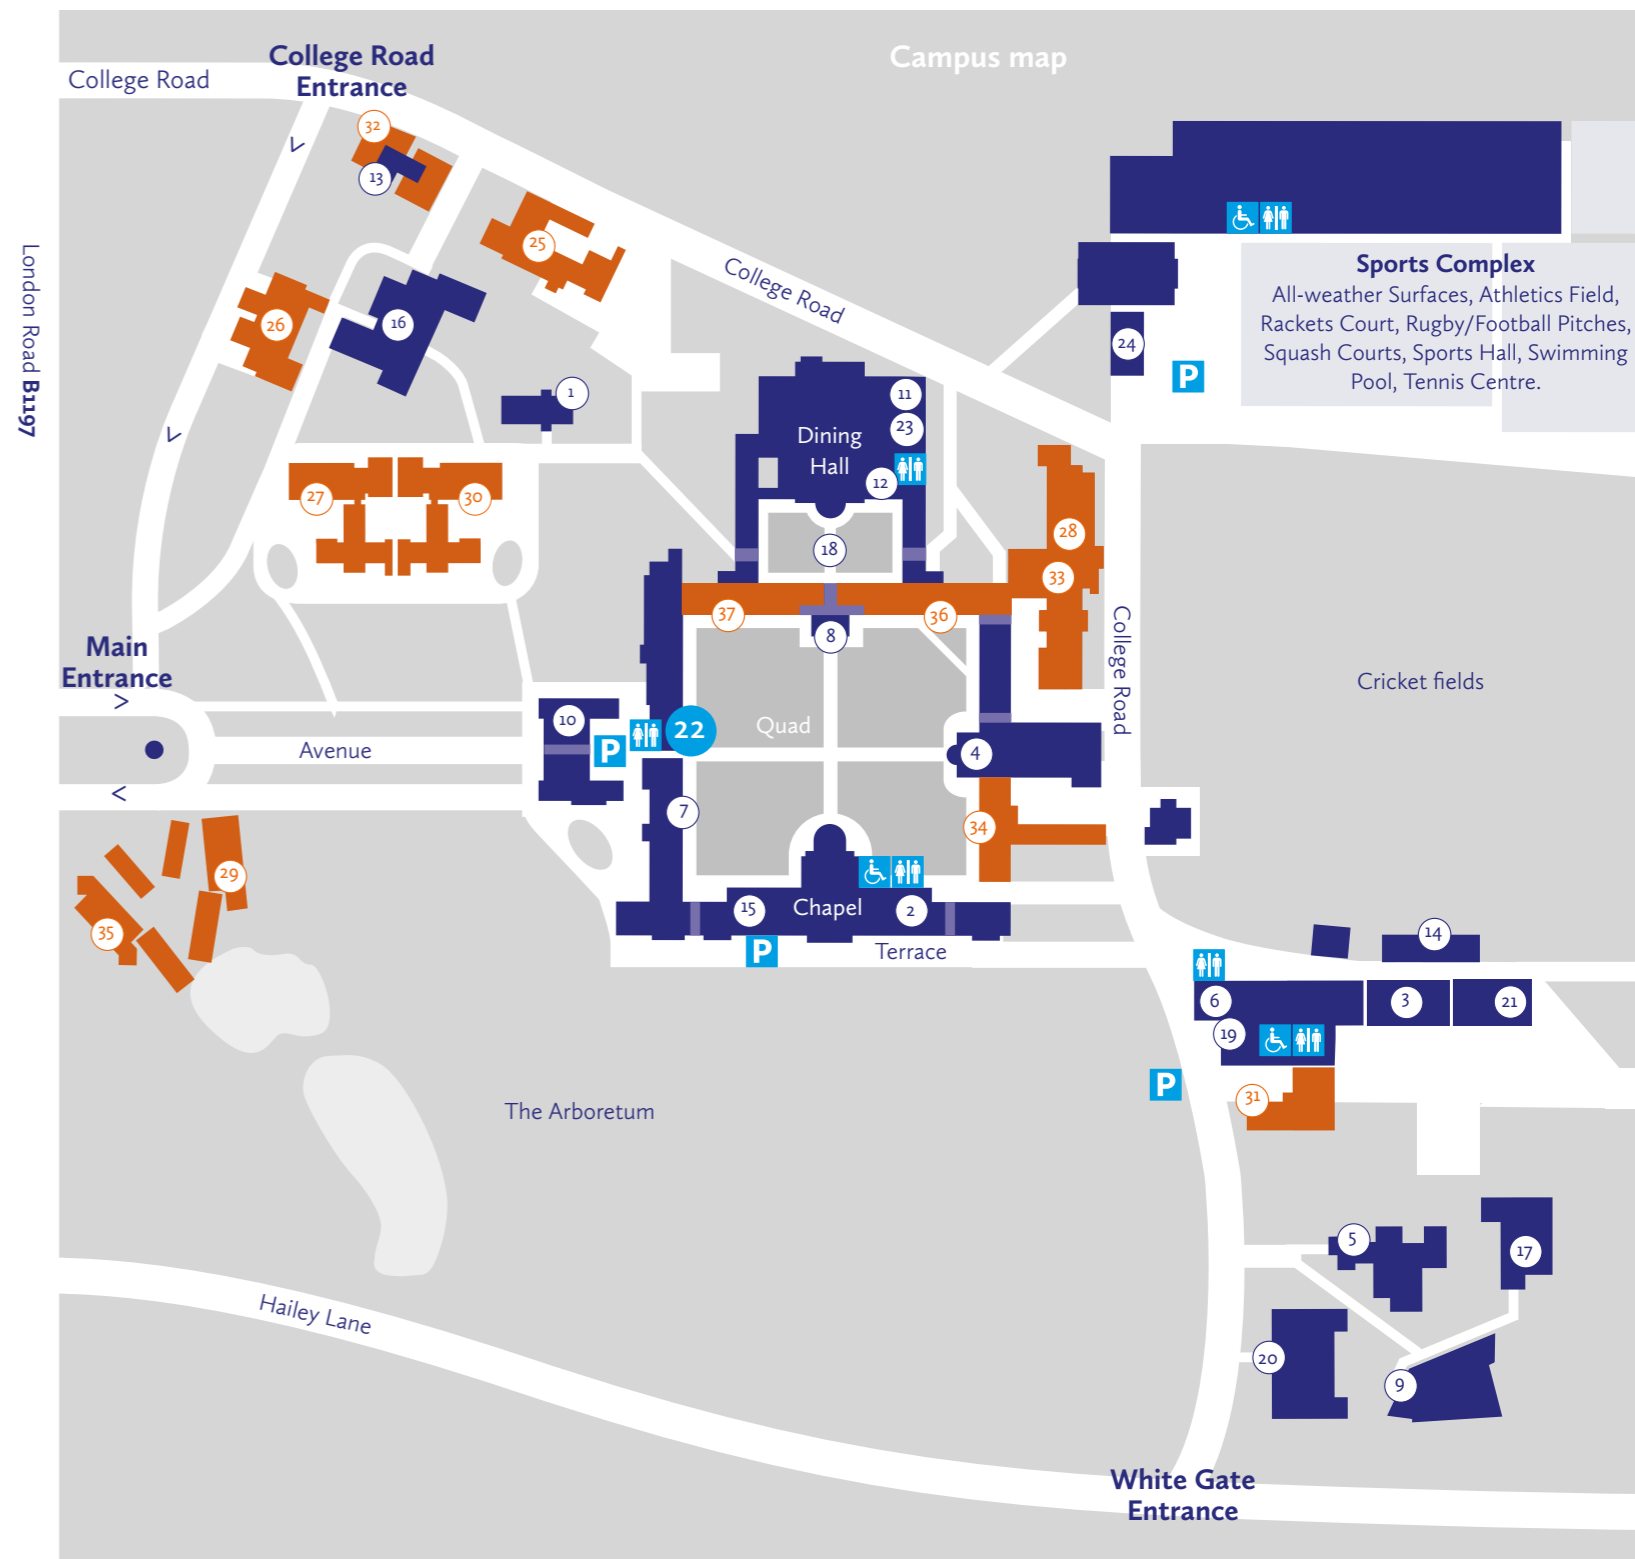 Campus map
College Road
Entrance
College Road
32
13
25
26
16
1
College Road
London Road B1197
Sports Complex
All-weather Surfaces, Athletics Field,
Rackets Court, Rugby/Football Pitches,
Squash Courts, Sports Hall, Swimming
Pool, Tennis Centre.
24
P
11
23
Dining
Hall
12
27
30
28
18
33
37
36
8
College Road
Main
Entrance
>
>
>
<
Avenue
10
P
22
Quad
4
Cricket fields
7
34
29
35
15
Chapel
2
P
Terrace
14
6
3
21
19
P
31
The Arboretum
5
17
20
9
Hailey Lane
White Gate
Entrance